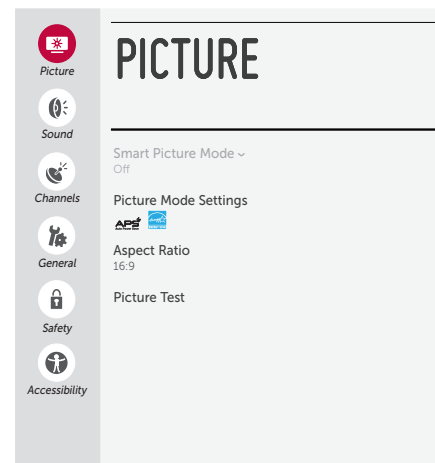 Picture
Sound
Channels
General
Safety
Accessibility
PICTURE
Smart Picture Mode
Off
Picture Mode Settings
APS
Aspect Ratio
16:9
Picture Test